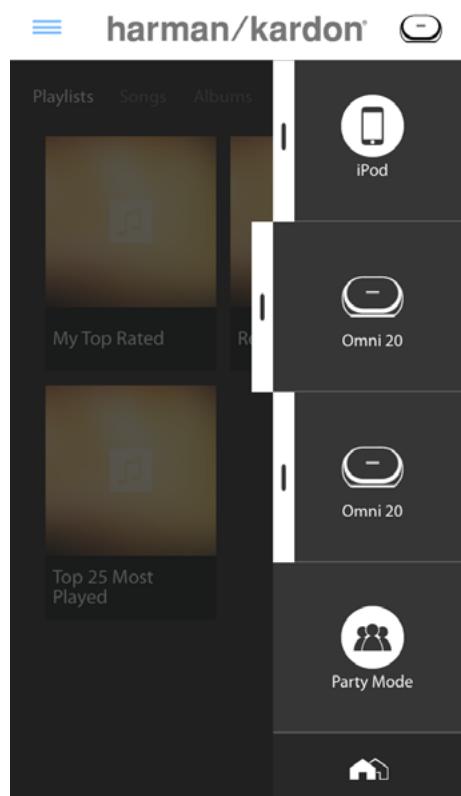 harman/kardon®
Playlists Songs Albums
iPod
My Top Rated
Omni 20
Omni 20
Top 25 Most
Played
Party Mode